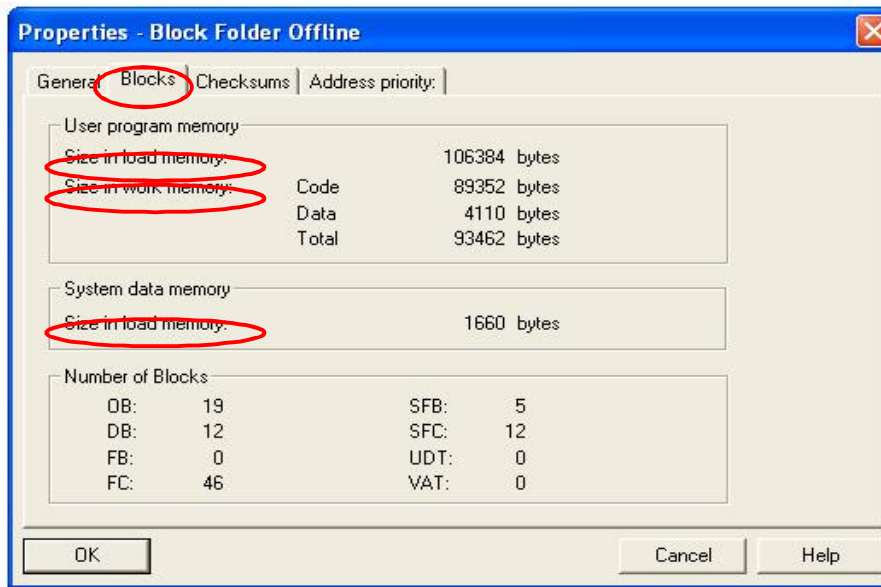 Properties - Block Folder Offline
General Blocks Checksums Address priority:
User program memory
Size in load memory: 106384 bytes
Size in work memory: Code 89352 bytes
Data 4110 bytes
Total 93462 bytes
System data memory
Size in load memory: 1660 bytes
Number of Blocks
OB: 19 SFB: 5
DB: 12 SFC: 12
FB: 0 UDT: 0
FC: 46 VAT: 0
OK Cancel Help